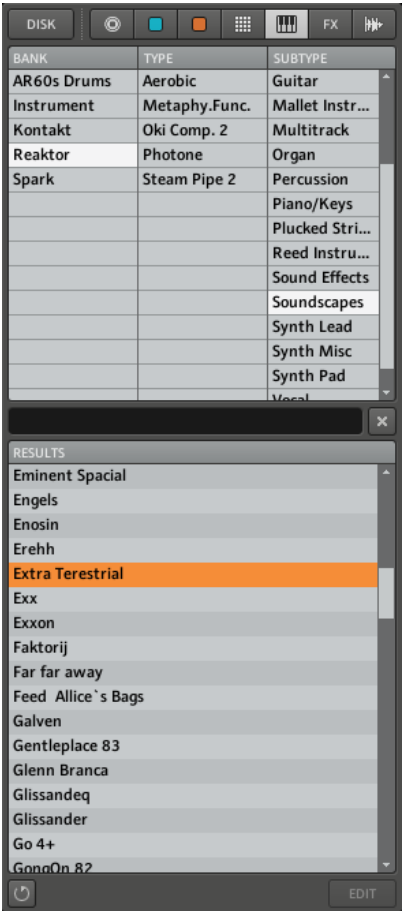 DISK FX
BANK TYPE SUBTYPE
AR60s Drums Aerobic Guitar
Instrument Metaphy.Func. Mallet Instr...
Kontakt Oki Comp. 2 Multitrack
Reaktor Photone Organ
Spark Steam Pipe 2 Percussion
Piano/Keys
Plucked Stri...
Reed Instru...
Sound Effects
Soundscapes
Synth Lead
Synth Misc
Synth Pad
Vocal
RESULTS
Eminent Spacial
Engels
Enosin
Erehh
Extra Terestrial
Exx
Exxon
Faktorij
Far far away
Feed Allice`s Bags
Galven
Gentleplace 83
Glenn Branca
Glissandeq
Glissander
Go 4+
GongOn 82
EDIT